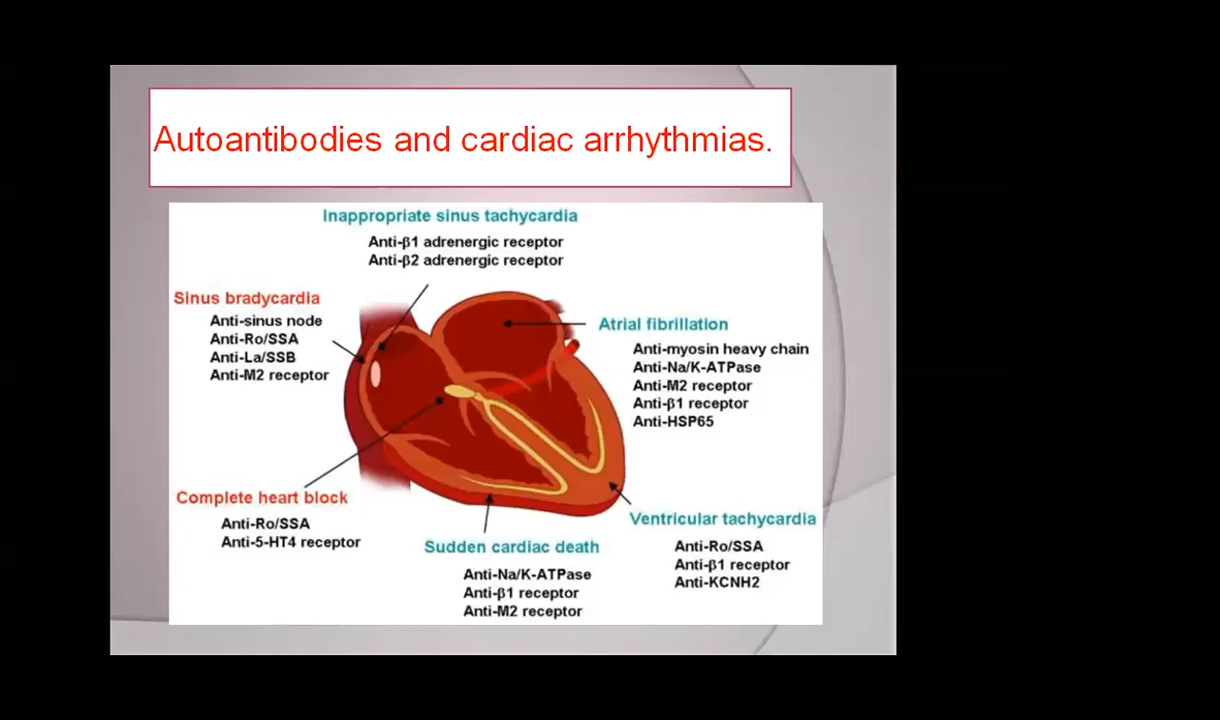 Autoantibodies and cardiac arrhythmias.
Inappropriate sinus tachycardia
Anti-β1 adrenergic receptor
Anti-β2 adrenergic receptor
Sinus bradycardia
Anti-sinus node
Anti-Ro/SSA
Anti-La/SSB
Anti-M2 receptor
Atrial fibrillation
Anti-myosin heavy chain
Anti-Na/K-ATPase
Anti-M2 receptor
Anti-β1 receptor
Anti-HSP65
Complete heart block
Anti-Ro/SSA
Anti-5-HT4 receptor
Sudden cardiac death
Anti-Na/K-ATPase
Anti-β1 receptor
Anti-M2 receptor
Ventricular tachycardia
Anti-Ro/SSA
Anti-β1 receptor
Anti-KCNH2